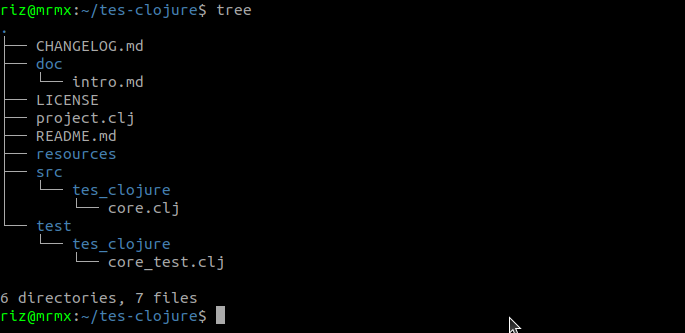 riz@mrmx:~/tes-clojure$ tree
.
├── CHANGELOG.md
├── doc
│   └── intro.md
├── LICENSE
├── project.clj
├── README.md
├── resources
├── src
│   └── tes_clojure
│       └── core.clj
└── test
    └── tes_clojure
        └── core_test.clj

6 directories, 7 files
riz@mrmx:~/tes-clojure$